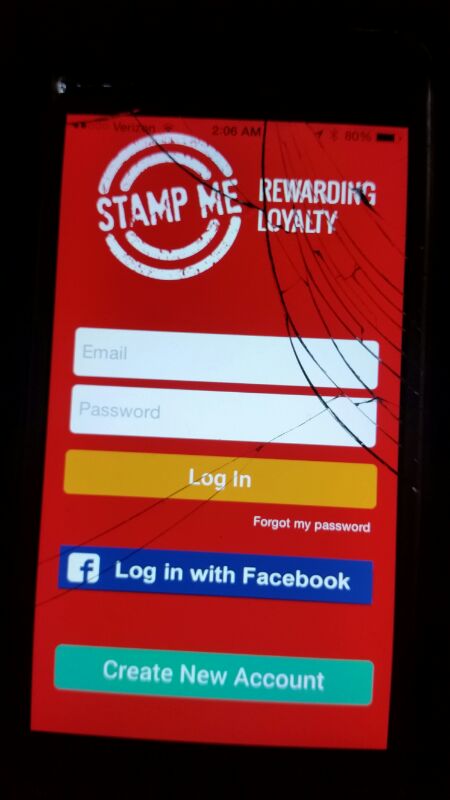 Verizon 2:06 AM 80%
STAMP ME
REWARDING
LOYALTY
Email
Password
Log In
Forgot my password
Log in with Facebook
Create New Account